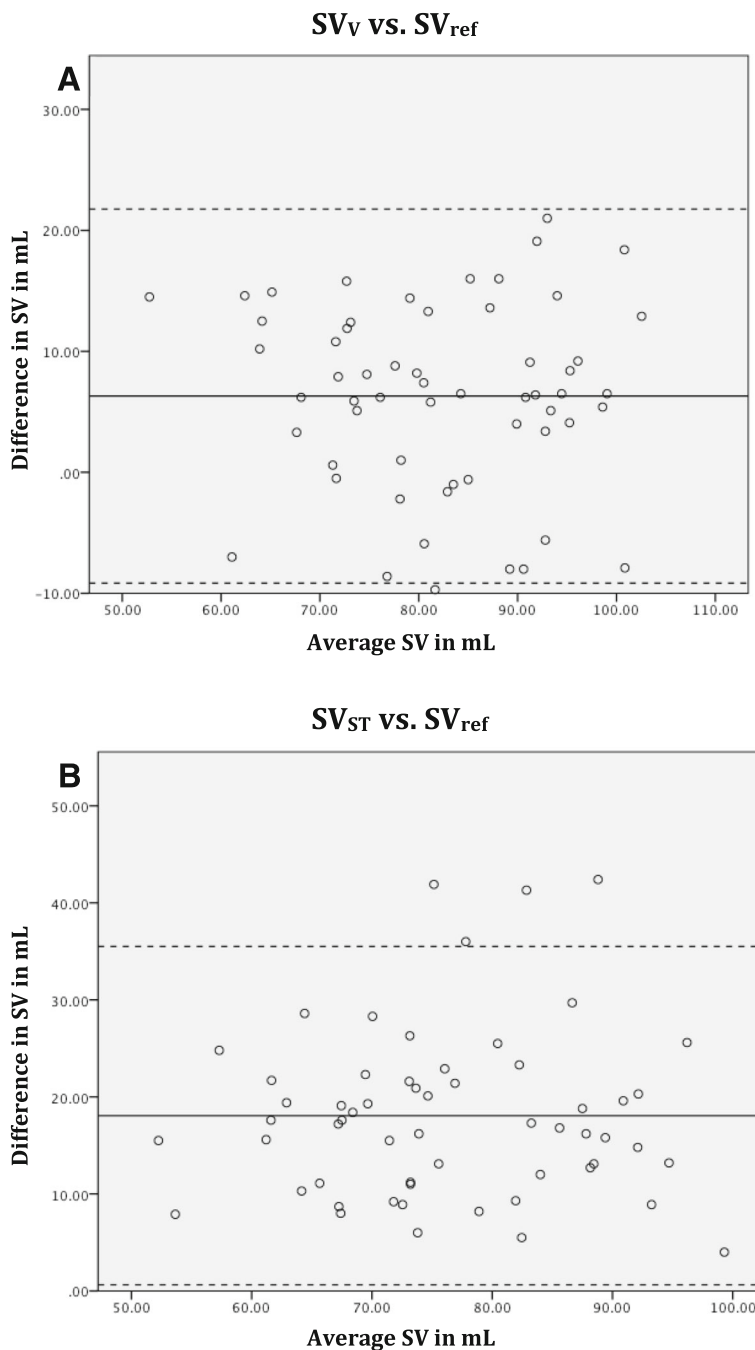 SVV vs. SVref
A
30.00
20.00
10.00
.00
-10.00
50.00 60.00 70.00 80.00 90.00 100.00 110.00
Difference in SV in mL
Average SV in mL
SVST vs. SVref
B
50.00
40.00
30.00
20.00
10.00
.00
50.00 60.00 70.00 80.00 90.00 100.00
Difference in SV in mL
Average SV in mL